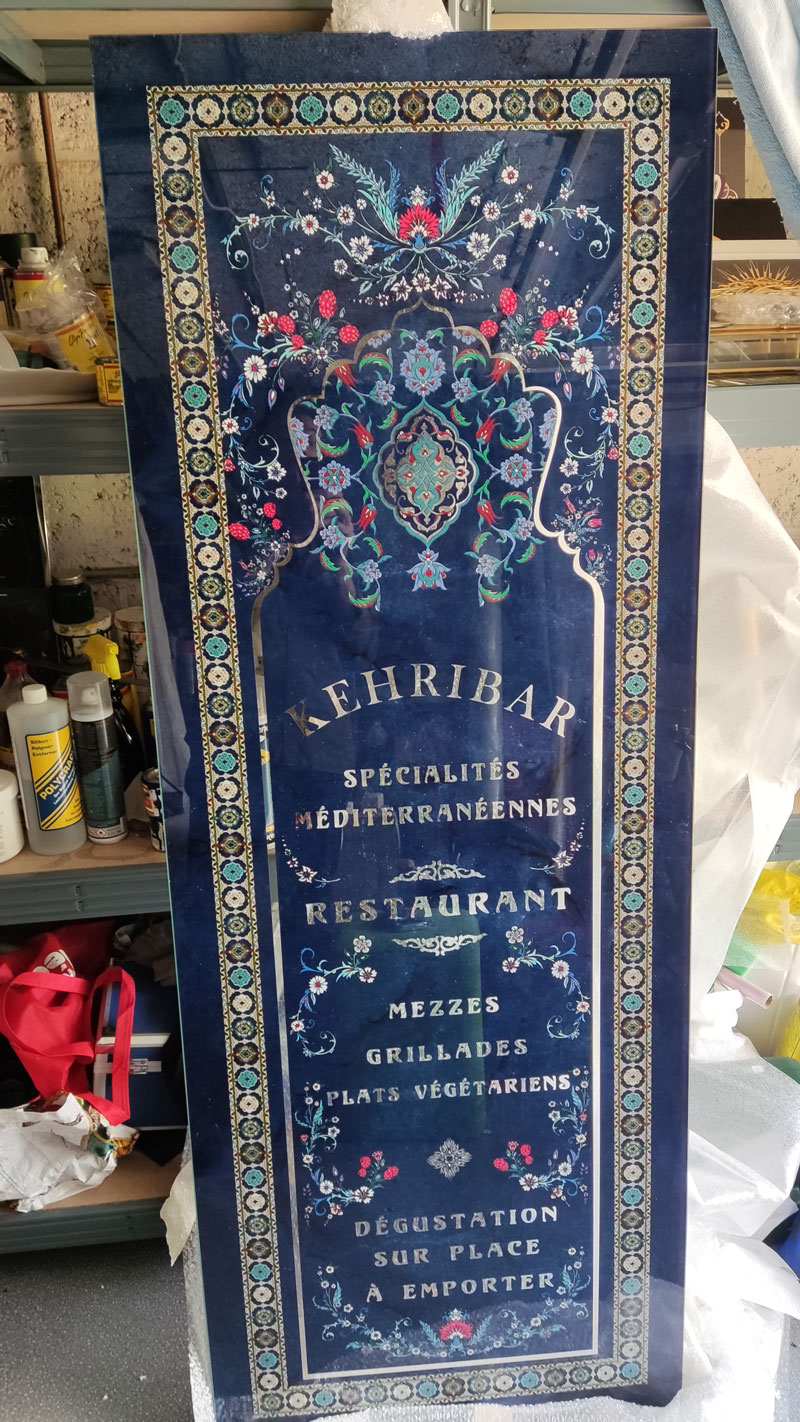 KEHRIBAR
SPÉCIALITÉS
MÉDITERRANÉENNES
RESTAURANT
MEZZES
GRILLADES
PLATS VÉGÉTARIENS
DÉGUSTATION
SUR PLACE
À EMPORTER